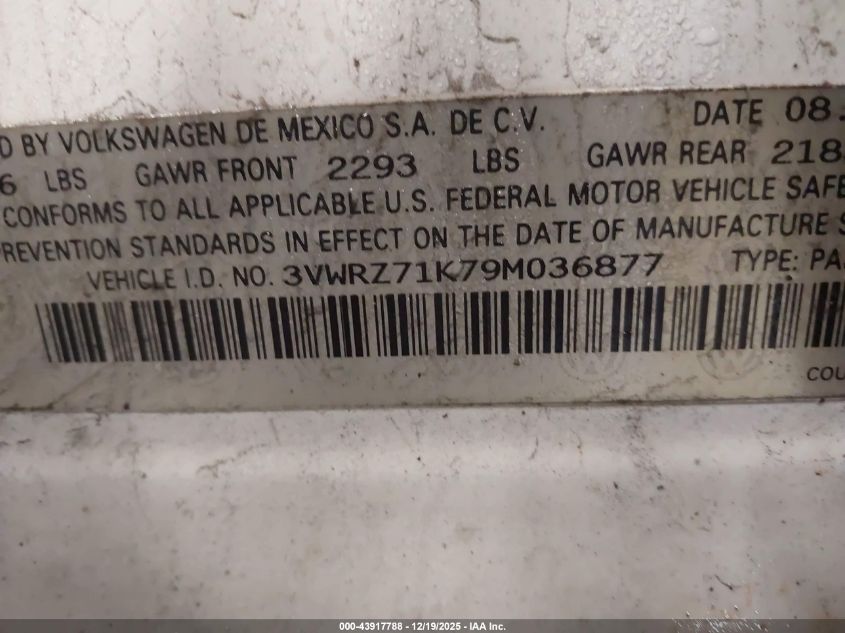 D BY VOLKSWAGEN DE MEXICO S.A. DE C.V. DATE 08
6 LBS GAWR FRONT 2293 LBS GAWR REAR 218
CONFORMS TO ALL APPLICABLE U.S. FEDERAL MOTOR VEHICLE SAFE
PREVENTION STANDARDS IN EFFECT ON THE DATE OF MANUFACTURE S
VEHICLE I.D. NO. 3VWRZ71K79M036877 TYPE: PA
COU
000-43917788 - 12/19/2025 - IAA Inc.